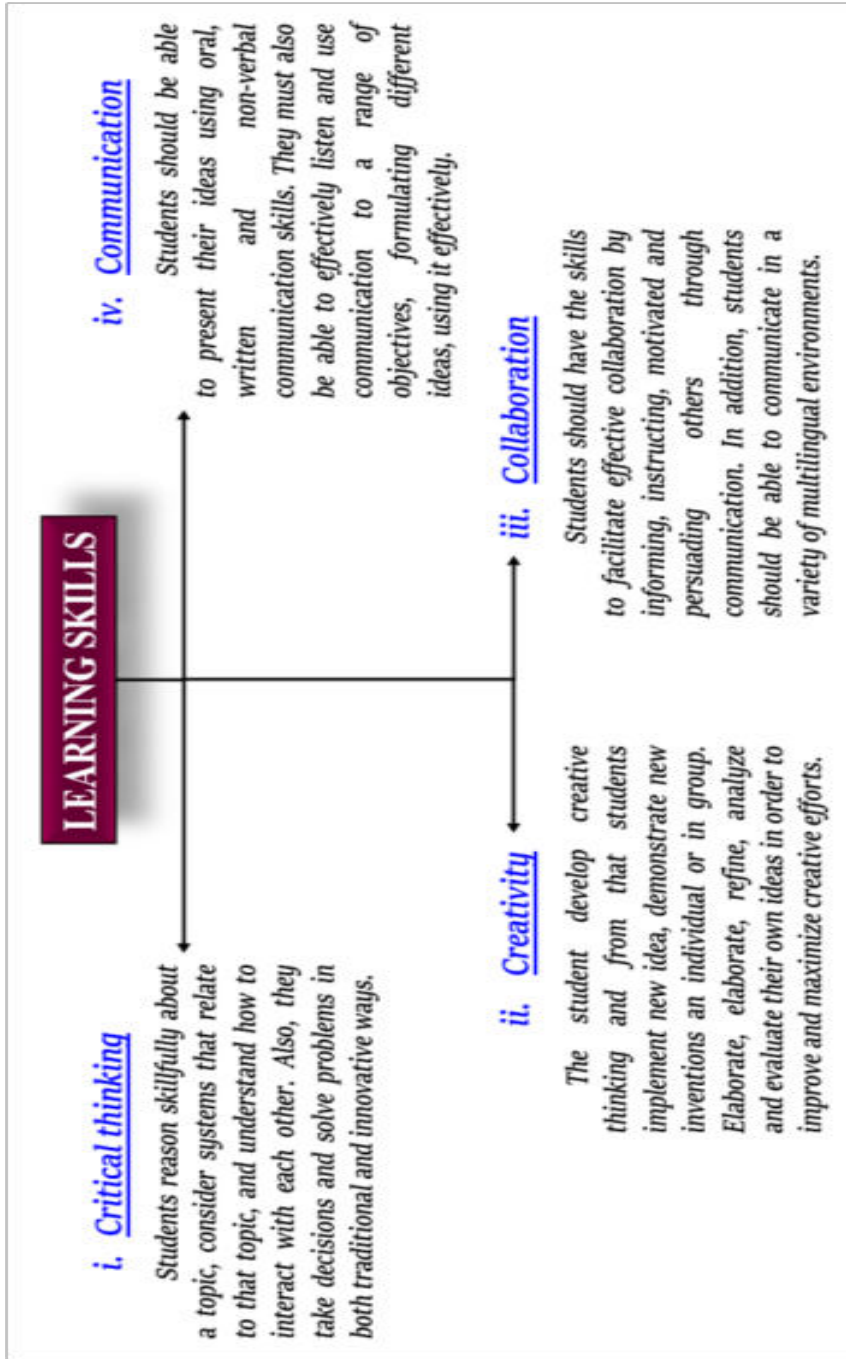 LEARNING SKILLS
i. Critical thinking
Students reason skillfully about
a topic, consider systems that relate
to that topic, and understand how to
interact with each other. Also, they
take decisions and solve problems in
both traditional and innovative ways.
ii. Creativity
The student develop creative
thinking and from that students
implement new idea, demonstrate new
inventions an individual or in group.
Elaborate, elaborate, refine, analyze
and evaluate their own ideas in order to
improve and maximize creative efforts.
iii. Collaboration
Students should have the skills
to facilitate effective collaboration by
informing, instructing, motivated and
persuading others through
communication. In addition, students
should be able to communicate in a
variety of multilingual environments.
iv. Communication
Students should be able
to present their ideas using oral,
written and non-verbal
communication skills. They must also
be able to effectively listen and use
communication to a range of
objectives, formulating different
ideas, using it effectively.